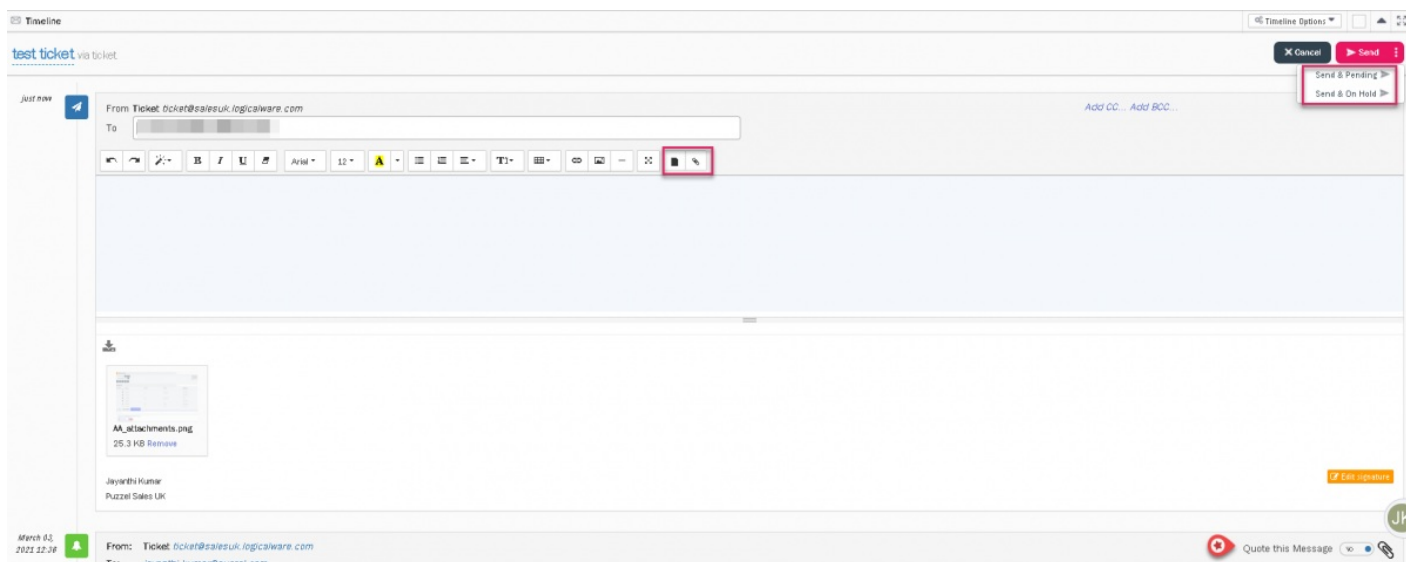 Timeline
Timeline Options
test ticket via ticket
Cancel
Send
Send & Pending
Send & On Hold
just now
From Ticket ticket@salesuk.logicalware.com
Add CC... Add BCC...
To
B I U Arial 12 A
AA_attachments.png
25.3 KB Remove
Jayanthi Kumar
Puzzel Sales UK
Edit signature
JK
March 03,
2021 12:38
From: Ticket ticket@salesuk.logicalware.com
Quote this Message
To: